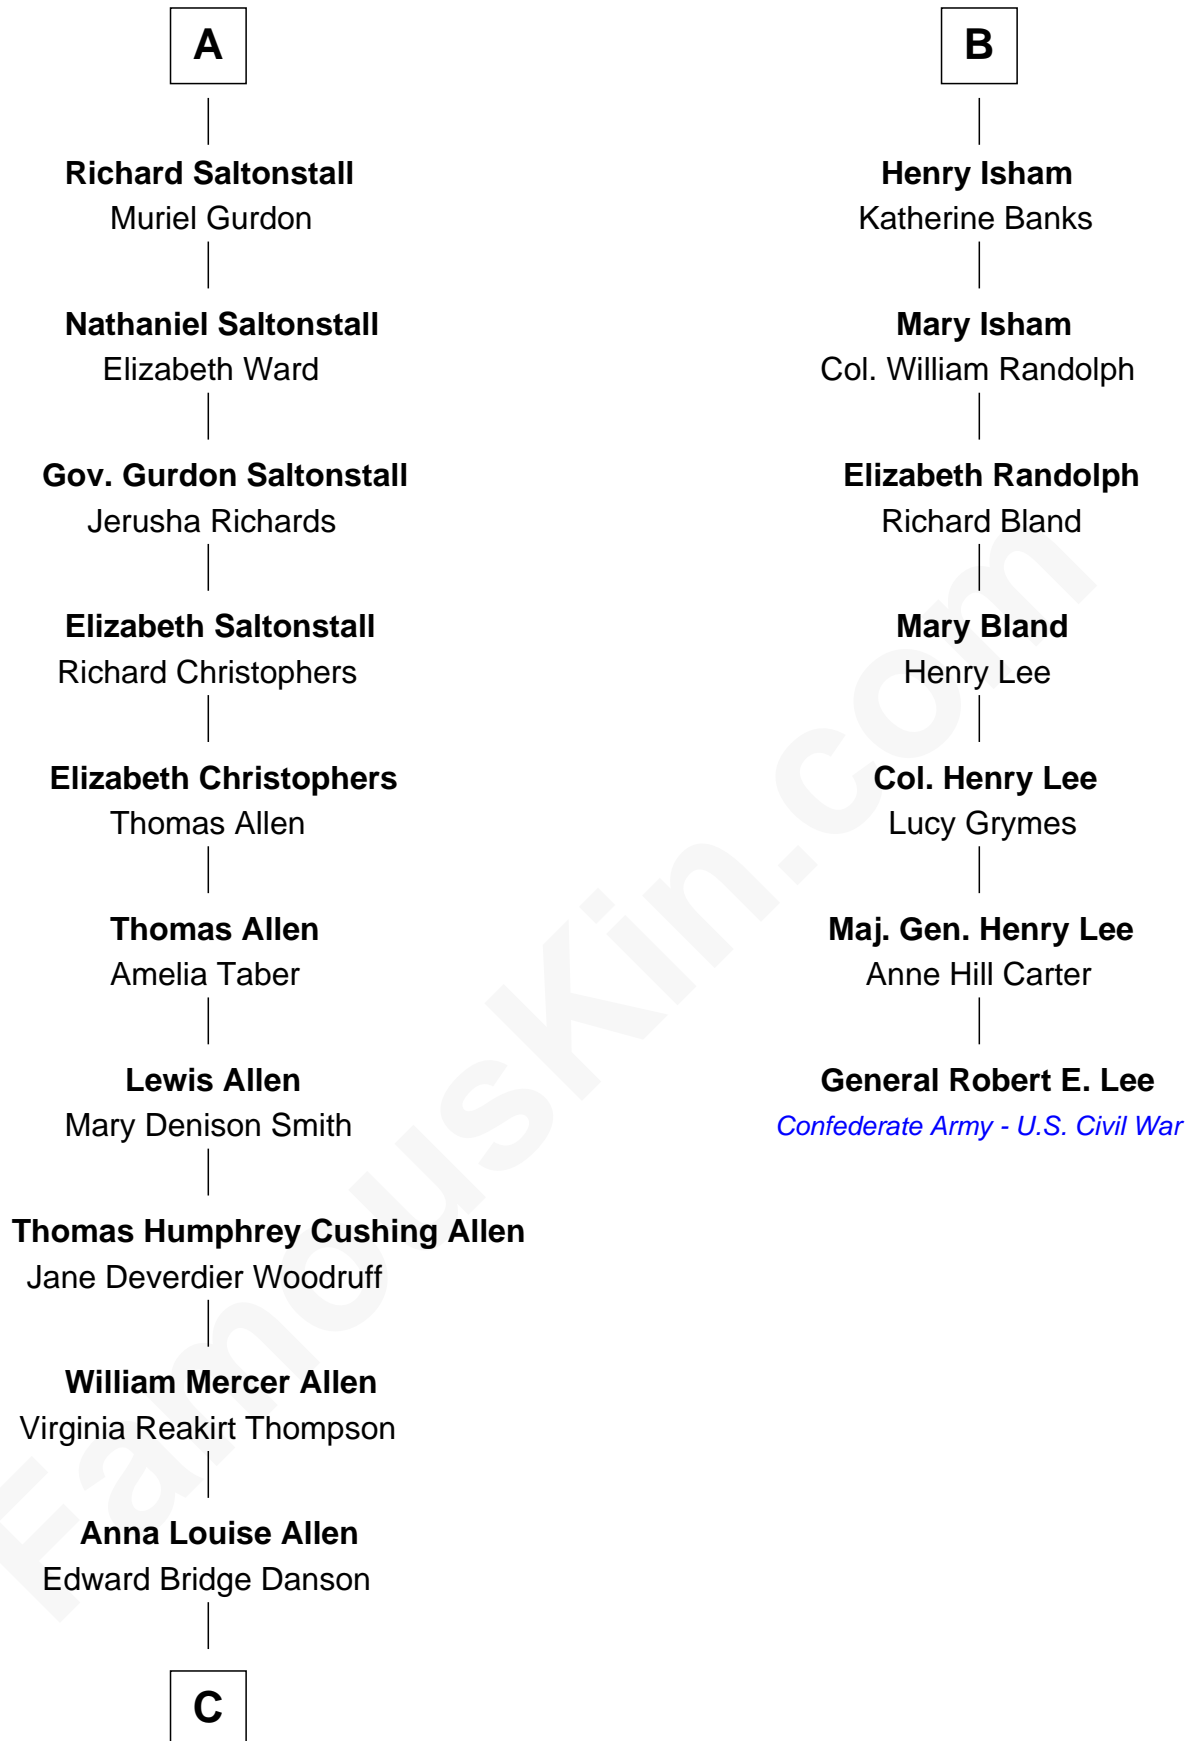 A
Richard Saltonstall
Muriel Gurdon
Nathaniel Saltonstall
Elizabeth Ward
Gov. Gurdon Saltonstall
Jerusha Richards
Elizabeth Saltonstall
Richard Christophers
Elizabeth Christophers
Thomas Allen
Thomas Allen
Amelia Taber
Lewis Allen
Mary Denison Smith
Thomas Humphrey Cushing Allen
Jane Deverdier Woodruff
William Mercer Allen
Virginia Reakirt Thompson
Anna Louise Allen
Edward Bridge Danson
C
B
Henry Isham
Katherine Banks
Mary Isham
Col. William Randolph
Elizabeth Randolph
Richard Bland
Mary Bland
Henry Lee
Col. Henry Lee
Lucy Grymes
Maj. Gen. Henry Lee
Anne Hill Carter
General Robert E. Lee
Confederate Army - U.S. Civil War
FamousKin.com